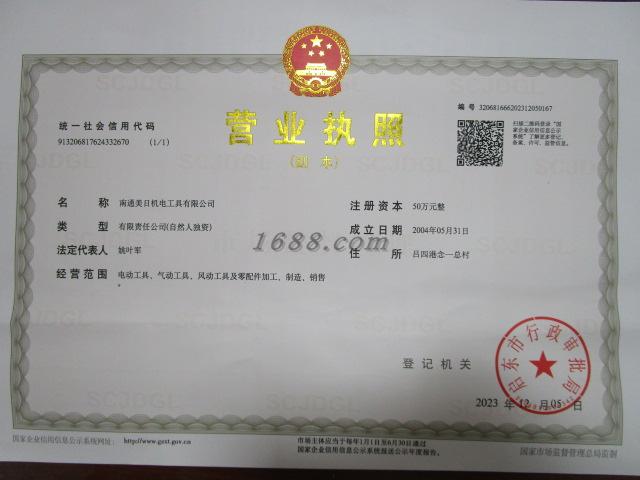 营业执照
(副本)
统一社会信用代码
913206817624332670 (1/1)
编号 320681666202312050167
扫描二维码登录“国
家企业信用信息公示
系统”了解更多登记、
备案、许可、监管信息。
名称 南通美日机电工具有限公司
类型 有限责任公司(自然人独资)
法定代表人 姚叶军
经营范围 电动工具、气动工具、风动工具及零配件加工、制造、销售
。
注册资本 50万元整
成立日期 2004年05月31日
住所 吕四港念一总村
1688.com
登记机关
启东市行政审批局
2023 年 12 月 05 日
国家企业信用信息公示系统网址: http://www.gsxt.gov.cn
市场主体应当于每年1月1日至6月30日通过
国家企业信用信息公示系统报送公示年度报告。
国家市场监督管理总局监制